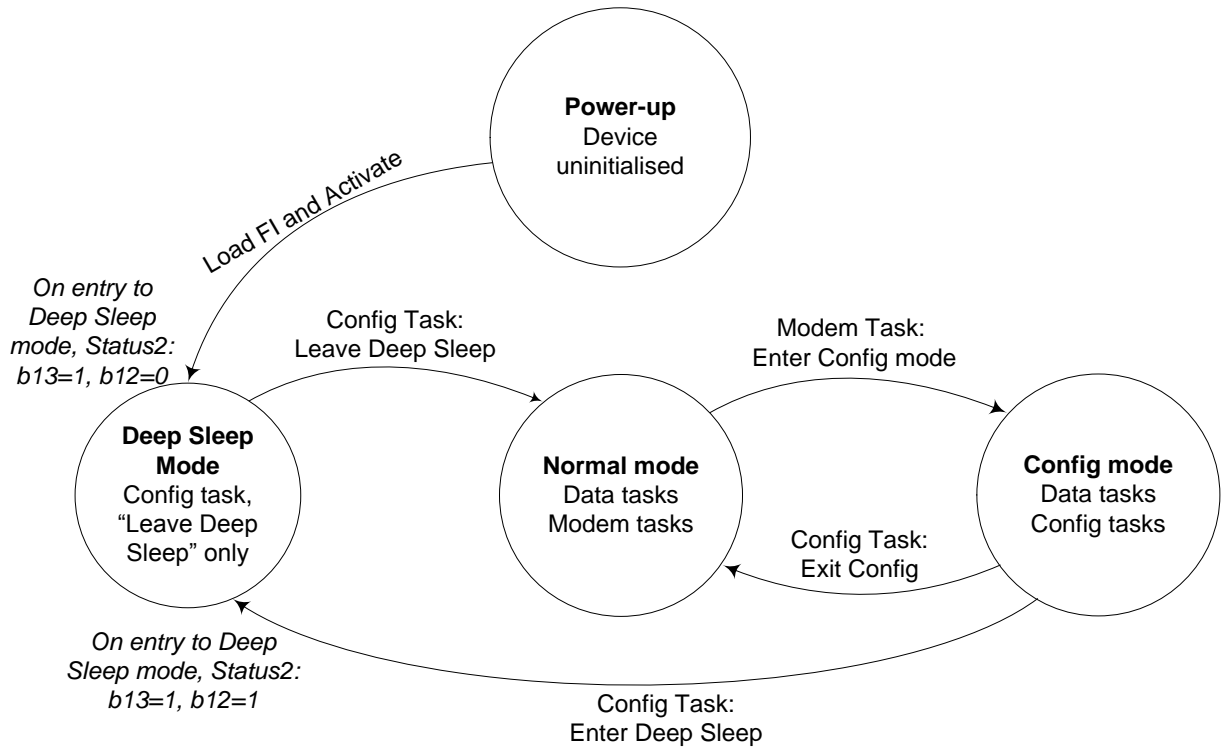 Power-up
Device
uninitialised
Load FI and Activate
On entry to
Deep Sleep
mode, Status2:
b13=1, b12=0
Config Task:
Leave Deep Sleep
Modem Task:
Enter Config mode
Deep Sleep
Mode
Config task,
“Leave Deep
Sleep” only
Normal mode
Data tasks
Modem tasks
Config mode
Data tasks
Config tasks
Config Task:
Exit Config
On entry to Deep
Sleep mode, Status2:
b13=1, b12=1
Config Task:
Enter Deep Sleep